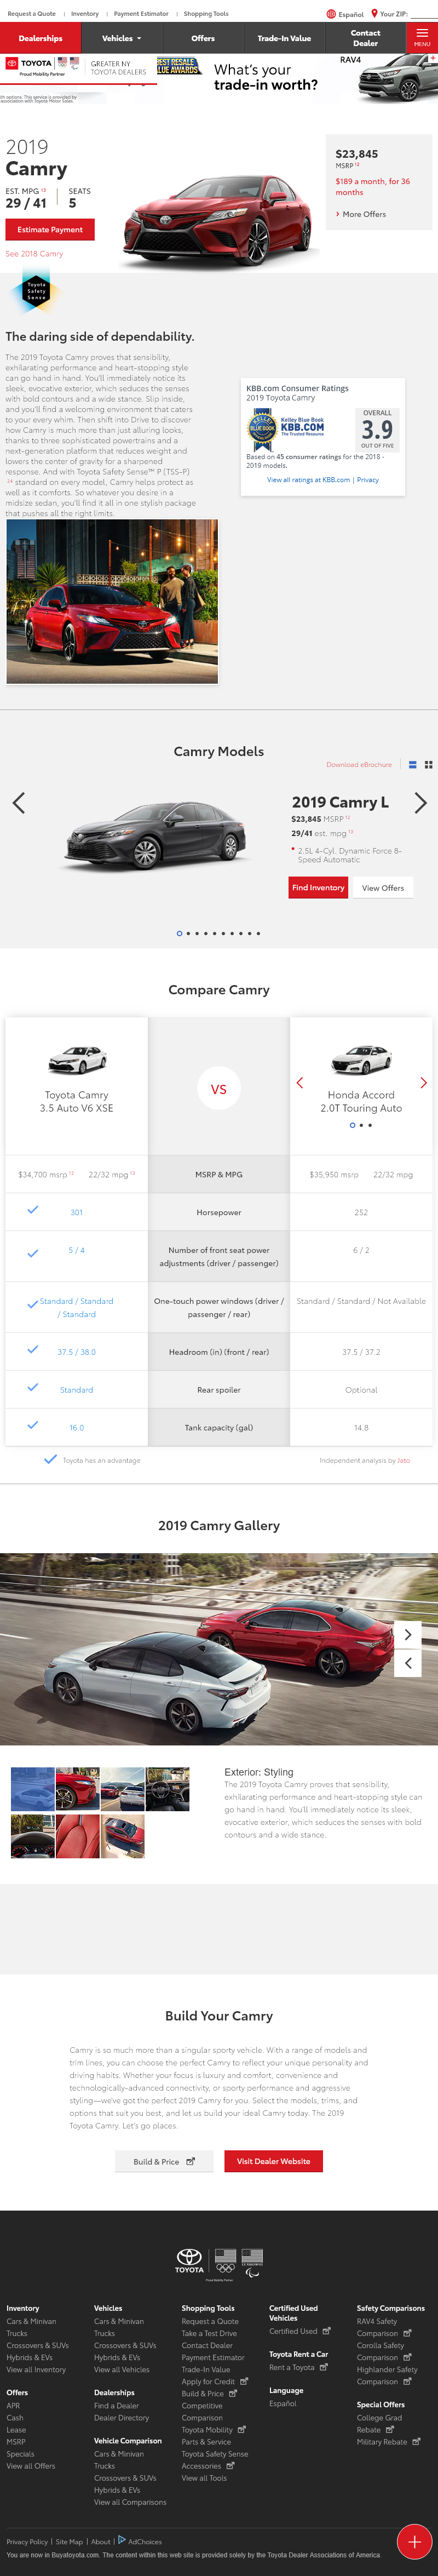 Request a Quote | Inventory | Payment Estimator | Shopping Tools
Español
Your ZIP:
Dealerships
Vehicles
Offers
Trade-In Value
Contact Dealer
MENU
TOYOTA
Proud Mobility Partner
GREATER NY
TOYOTA DEALERS
BEST RESALE
VALUE AWARDS
What's your
trade-in worth?
RAV4
ith notions. This service is provided by
association with Toyota Motor Sales
2019
Camry
EST. MPG 13
29 / 41
SEATS
5
Estimate Payment
See 2018 Camry
$23,845
MSRP 12
$189 a month, for 36
months
More Offers
Toyota
Safety
Sense
The daring side of dependability.
The 2019 Toyota Camry proves that sensibility,
exhilarating performance and heart-stopping style
can go hand in hand. You'll immediately notice its
sleek, evocative exterior, which seduces the senses
with bold contours and a wide stance. Slip inside,
and you'll find a welcoming environment that caters
to your every whim. Then shift into Drive to discover
how Camry is much more than just alluring looks,
thanks to three sophisticated powertrains and a
next-generation platform that reduces weight and
lowers the center of gravity for a sharpened
response. And with Toyota Safety Sense™ P (TSS-P)
24 standard on every model, Camry helps protect as
well as it comforts. So whatever you desire in a
midsize sedan, you'll find it all in one stylish package
that pushes all the right limits.
KBB.com Consumer Ratings
2019 Toyota Camry
Kelley Blue Book
KBB.COM
The Trusted Resource
OVERALL
3.9
OUT OF FIVE
Based on 45 consumer ratings for the 2018 -
2019 models.
View all ratings at KBB.com | Privacy
Camry Models
Download eBrochure
2019 Camry L
$23,845 MSRP 12
29/41 est. mpg 13
2.5L 4-Cyl. Dynamic Force 8-
Speed Automatic
Find Inventory
View Offers
Compare Camry
Toyota Camry
3.5 Auto V6 XSE
VS
Honda Accord
2.0T Touring Auto
$34,700 msrp 12 22/32 mpg 13
MSRP & MPG
$35,950 msrp 22/32 mpg
301
Horsepower
252
5 / 4
Number of front seat power
adjustments (driver / passenger)
6 / 2
Standard / Standard
/ Standard
One-touch power windows (driver /
passenger / rear)
Standard / Standard / Not Available
37.5 / 38.0
Headroom (in) (front / rear)
37.5 / 37.2
Standard
Rear spoiler
Optional
16.0
Tank capacity (gal)
14.8
Toyota has an advantage
Independent analysis by Jato
2019 Camry Gallery
Exterior: Styling
The 2019 Toyota Camry proves that sensibility,
exhilarating performance and heart-stopping style can
go hand in hand. You'll immediately notice its sleek,
evocative exterior, which seduces the senses with bold
contours and a wide stance.
Build Your Camry
Camry is so much more than a singular sporty vehicle. With a range of models and
trim lines, you can choose the perfect Camry to reflect your unique personality and
driving habits. Whether your focus is luxury and comfort, convenience and
technologically-advanced connectivity, or sporty performance and aggressive
styling—we've got the perfect 2019 Camry for you. Select the models, trims, and
options that suit you best, and let us build your ideal Camry today. The 2019
Toyota Camry. Let's go places.
Build & Price
Visit Dealer Website
TOYOTA
Proud Mobility Partner
Inventory
Cars & Minivan
Trucks
Crossovers & SUVs
Hybrids & EVs
View all Inventory
Offers
APR
Cash
Lease
MSRP
Specials
View all Offers
Vehicles
Cars & Minivan
Trucks
Crossovers & SUVs
Hybrids & EVs
View all Vehicles
Dealerships
Find a Dealer
Dealer Directory
Vehicle Comparison
Cars & Minivan
Trucks
Crossovers & SUVs
Hybrids & EVs
View all Comparisons
Shopping Tools
Request a Quote
Take a Test Drive
Contact Dealer
Payment Estimator
Trade-In Value
Apply for Credit
Build & Price
Competitive
Comparison
Toyota Mobility
Parts & Service
Toyota Safety Sense
Accessories
View all Tools
Certified Used
Vehicles
Certified Used
Toyota Rent a Car
Rent a Toyota
Language
Español
Safety Comparisons
RAV4 Safety
Comparison
Corolla Safety
Comparison
Highlander Safety
Comparison
Special Offers
College Grad
Rebate
Military Rebate
Privacy Policy | Site Map | About | AdChoices
You are now in Buyatoyota.com. The content within this web site is provided solely by the Toyota Dealer Associations of America.